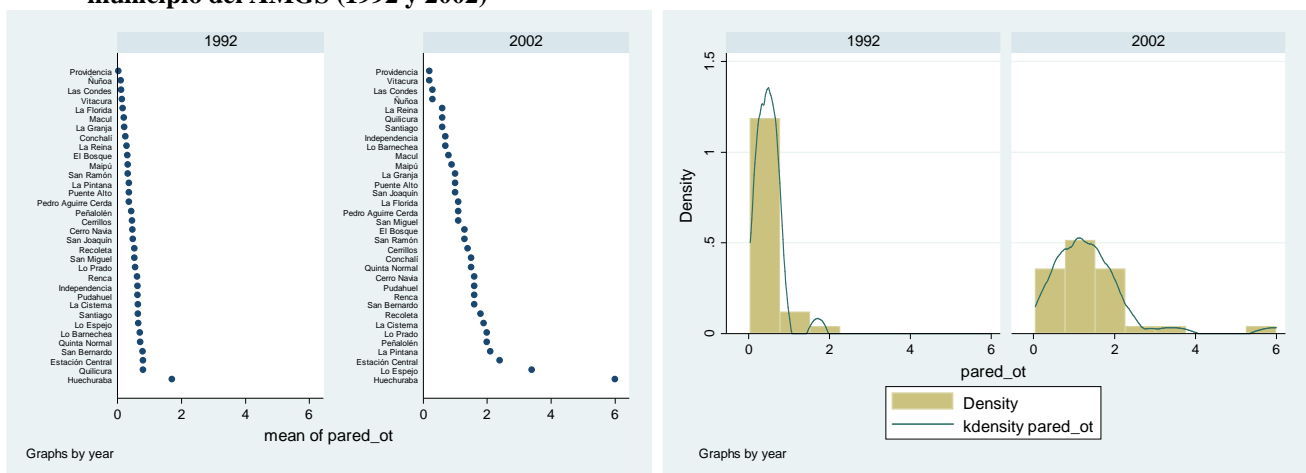 municipio del AMGS (1992 y 2002)
1992
Providencia
Ñuñoa
Las Condes
Vitacura
La Florida
Macul
La Granja
Conchalí
La Reina
El Bosque
Maipú
San Ramón
La Pintana
Puente Alto
Pedro Aguirre Cerda
Peñalolén
Cerrillos
Cerro Navia
San Joaquín
Recoleta
San Miguel
Lo Prado
Renca
Independencia
Pudahuel
La Cisterna
Santiago
Lo Espejo
Lo Barnechea
Quinta Normal
San Bernardo
Estación Central
Quilicura
Huechuraba
0 2 4 6
2002
Providencia
Vitacura
Las Condes
Ñuñoa
La Reina
Quilicura
Santiago
Independencia
Lo Barnechea
Macul
Maipú
La Granja
Puente Alto
San Joaquín
La Florida
Pedro Aguirre Cerda
San Miguel
El Bosque
San Ramón
Cerrillos
Conchalí
Quinta Normal
Cerro Navia
Pudahuel
Renca
San Bernardo
Recoleta
La Cisterna
Lo Prado
Peñalolén
La Pintana
Estación Central
Lo Espejo
Huechuraba
0 2 4 6
mean of pared_ot
Graphs by year
1992
2002
1.5
1
.5
0
Density
0 2 4 6
0 2 4 6
pared_ot
Density
kdensity pared_ot
Graphs by year